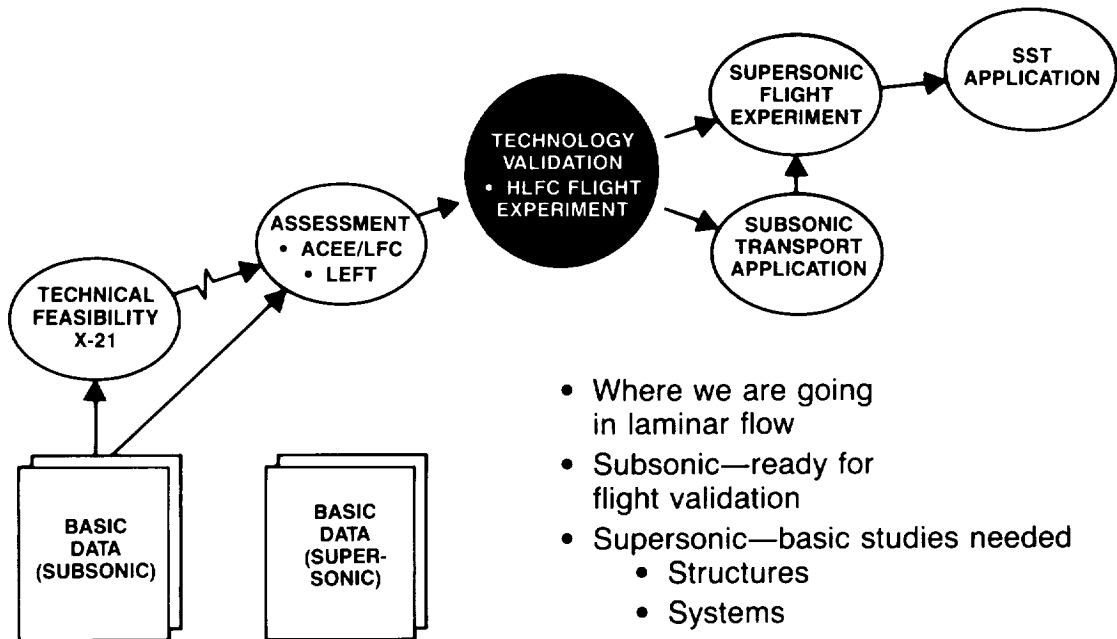 SST
APPLICATION
SUPERSONIC
FLIGHT
EXPERIMENT
TECHNOLOGY
VALIDATION
• HLFC FLIGHT
EXPERIMENT
SUBSONIC
TRANSPORT
APPLICATION
ASSESSMENT
• ACEE/LFC
• LEFT
TECHNICAL
FEASIBILITY
X-21
BASIC
DATA
(SUBSONIC)
BASIC
DATA
(SUPER-
SONIC)
• Where we are going
in laminar flow
• Subsonic—ready for
flight validation
• Supersonic—basic studies needed
• Structures
• Systems